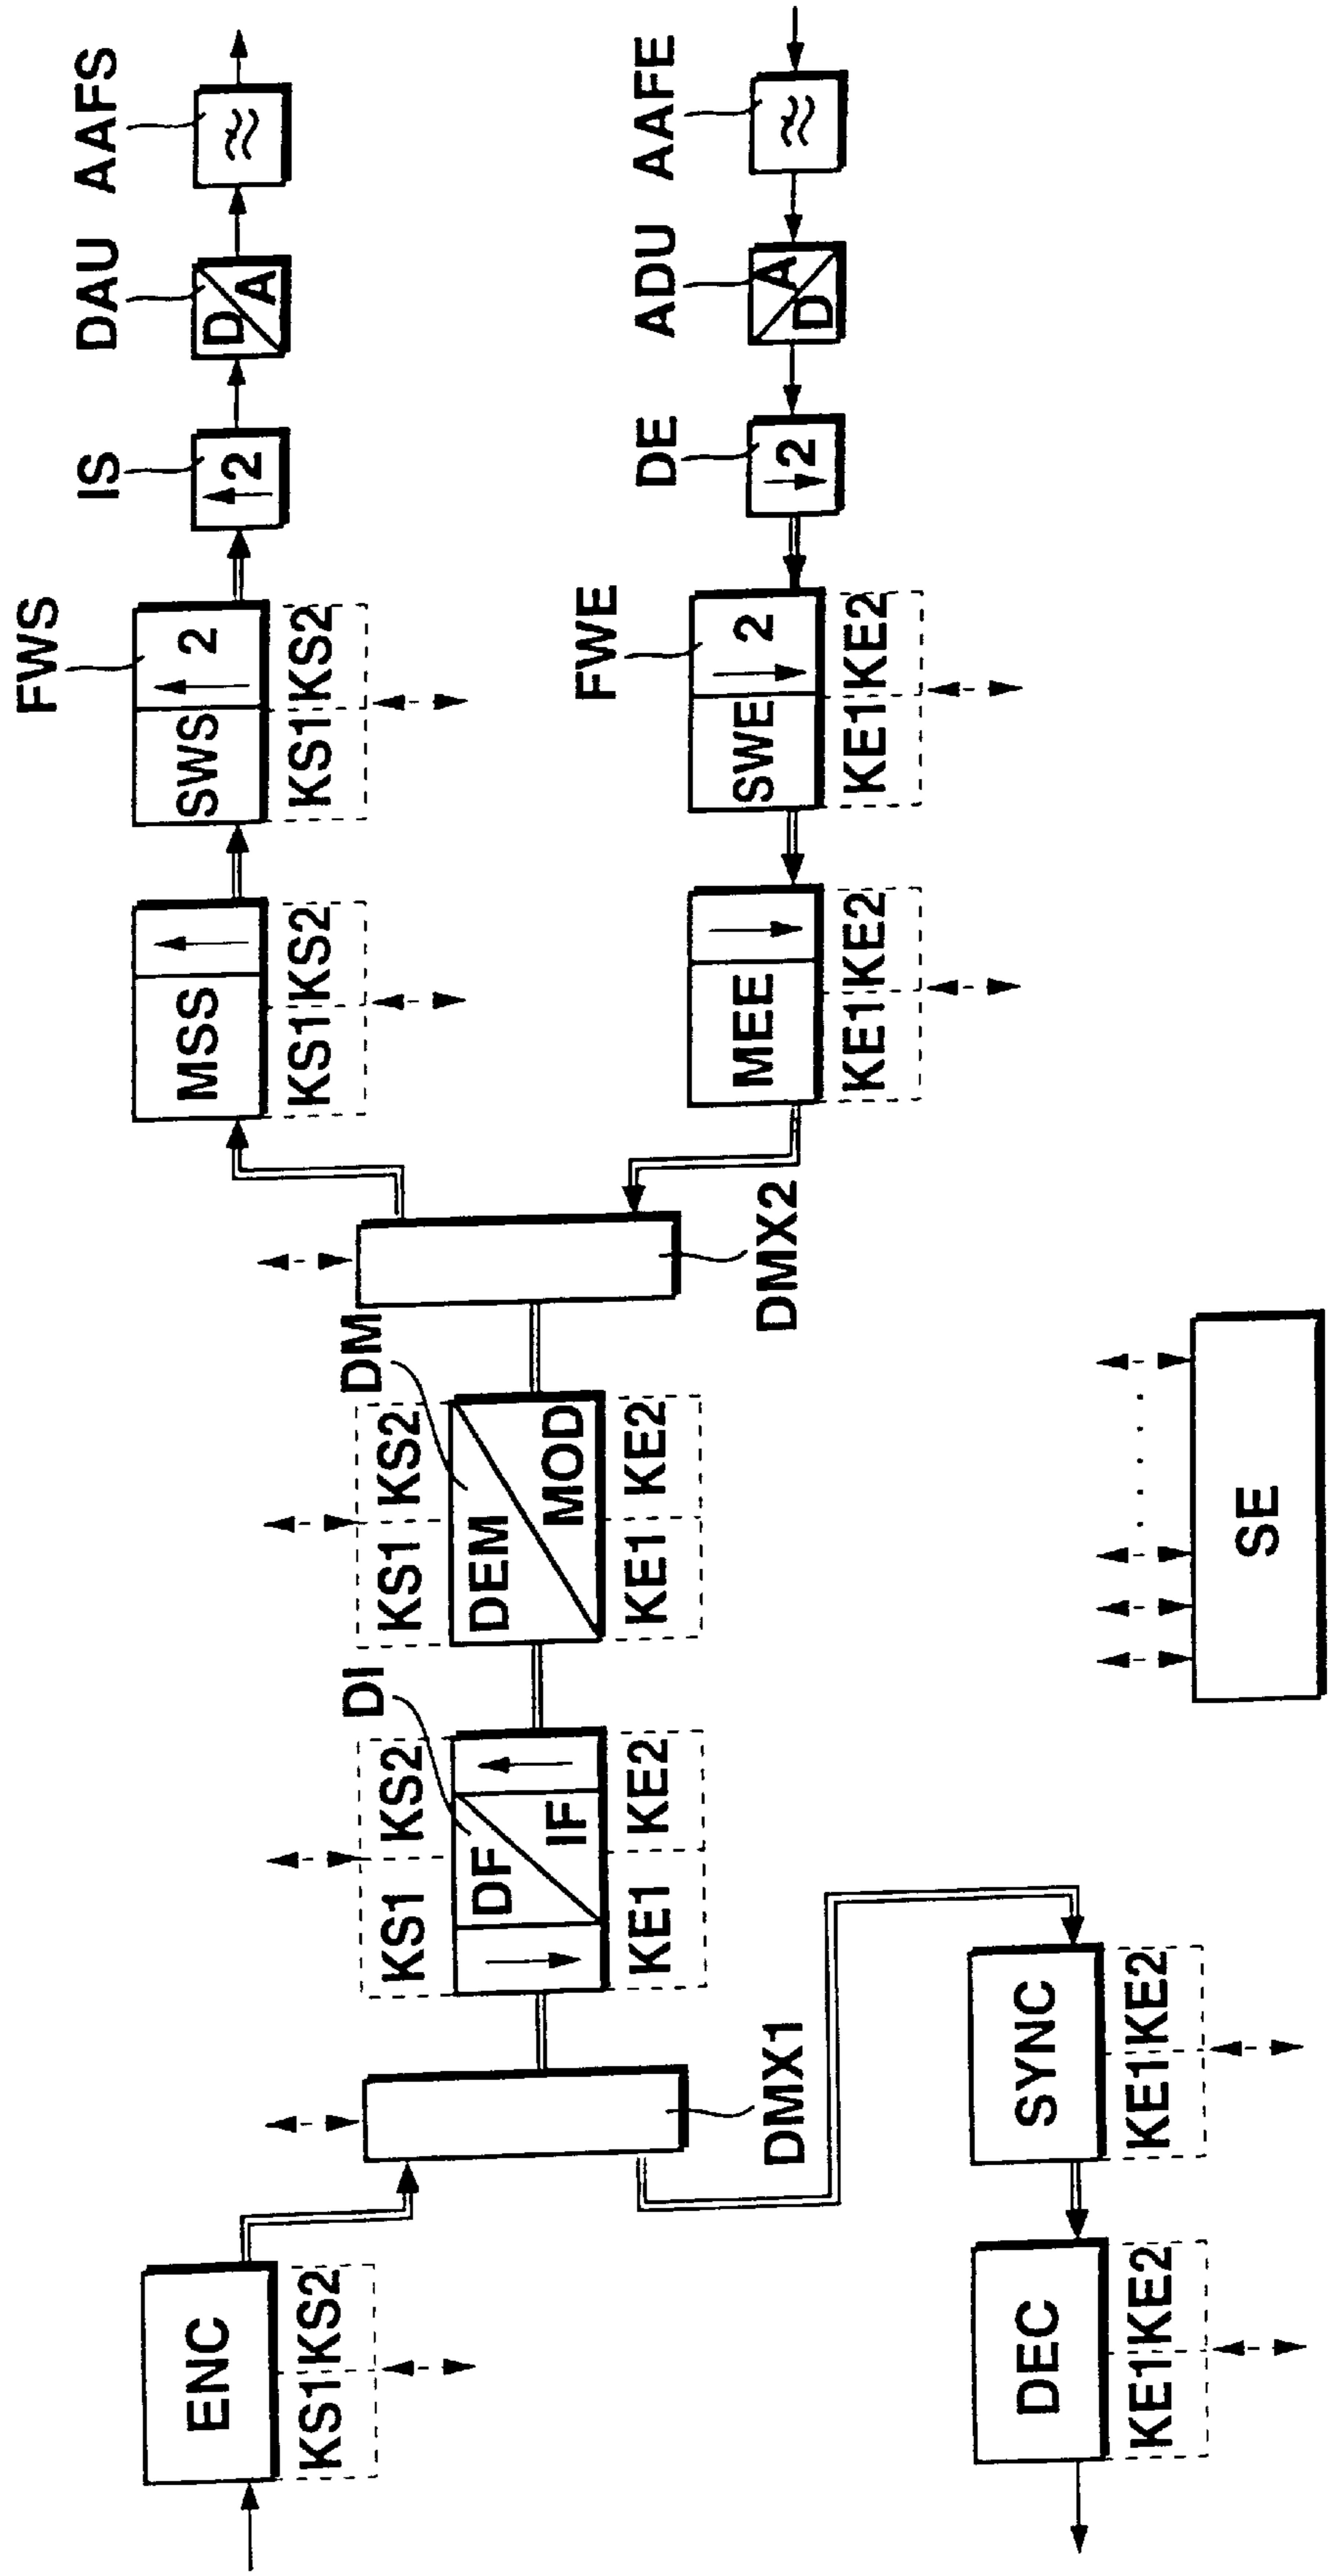 FWS
IS
DAU
AAFS
ENC
KS1 KS2
MSS
KS1 KS2
SWS 2
KS1 KS2
2
D A
DI
DM
KS1 KS2
DF IF
KE1 KE2
KS1 KS2
DEM MOD
KE1 KE2
DMX1
DMX2
FWE
DE
ADU
AAFE
MEE
KE1 KE2
SWE 2
KE1 KE2
2
A D
DEC
KE1 KE2
SYNC
KE1 KE2
SE